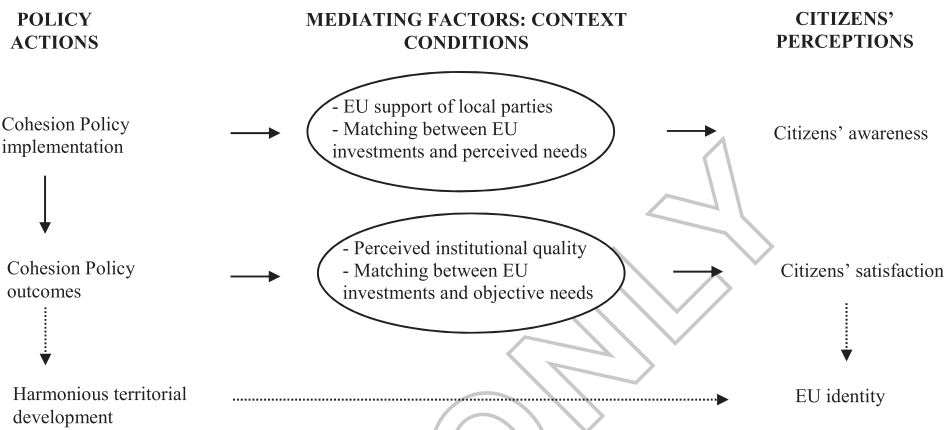 POLICY
ACTIONS
MEDIATING FACTORS: CONTEXT
CONDITIONS
CITIZENS'
PERCEPTIONS
Cohesion Policy
implementation
- EU support of local parties
- Matching between EU
investments and perceived needs
Citizens' awareness
Cohesion Policy
outcomes
- Perceived institutional quality
- Matching between EU
investments and objective needs
Citizens' satisfaction
Harmonious territorial
development
EU identity
ONLY